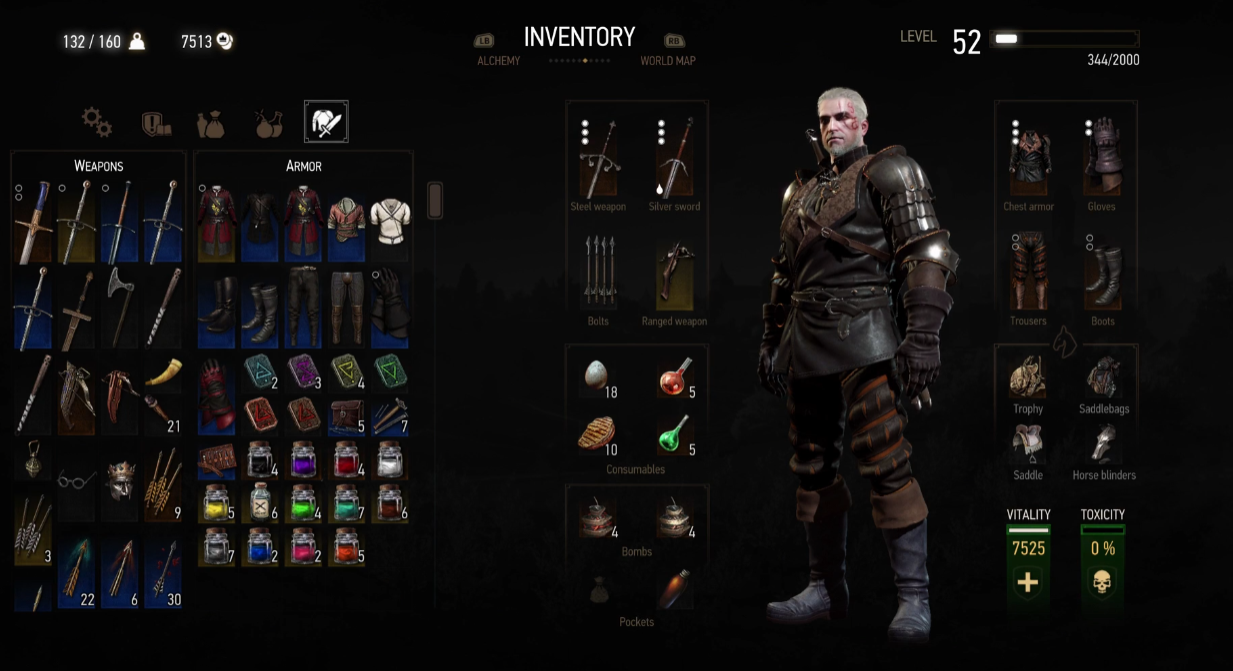 132 / 160
7513
LB
INVENTORY
RB
ALCHEMY
WORLD MAP
LEVEL
52
344/2000
WEAPONS
ARMOR
Steel weapon
Silver sword
Chest armor
Gloves
Bolts
Ranged weapon
Trousers
Boots
2
3
4
18
5
Trophy
Saddlebags
21
5
7
10
5
Consumables
4
4
Saddle
Horse blinders
9
5
6
4
7
6
4
4
VITALITY
TOXICITY
3
7
2
2
5
Bombs
7525
0 %
22
6
30
Pockets